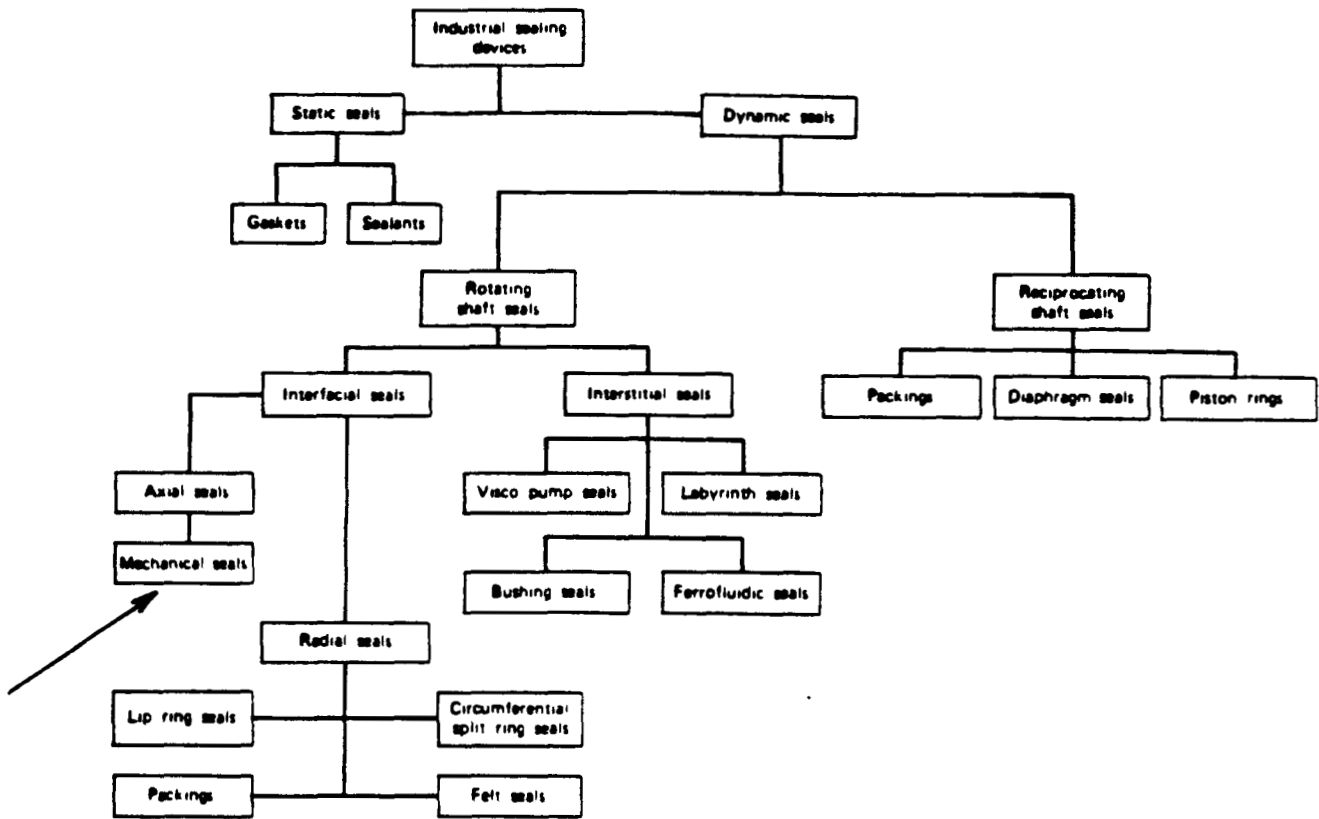 Industrial sealing
devices
Static seals
Dynamic seals
Gaskets
Sealants
Rotating
shaft seals
Reciprocating
shaft seals
Interfacial seals
Interstitial seals
Packings
Diaphragm seals
Piston rings
Axial seals
Visco pump seals
Labyrinth seals
Mechanical seals
Bushing seals
Ferrofluidic seals
Radial seals
Lip ring seals
Circumferential
split ring seals
Packings
Felt seals